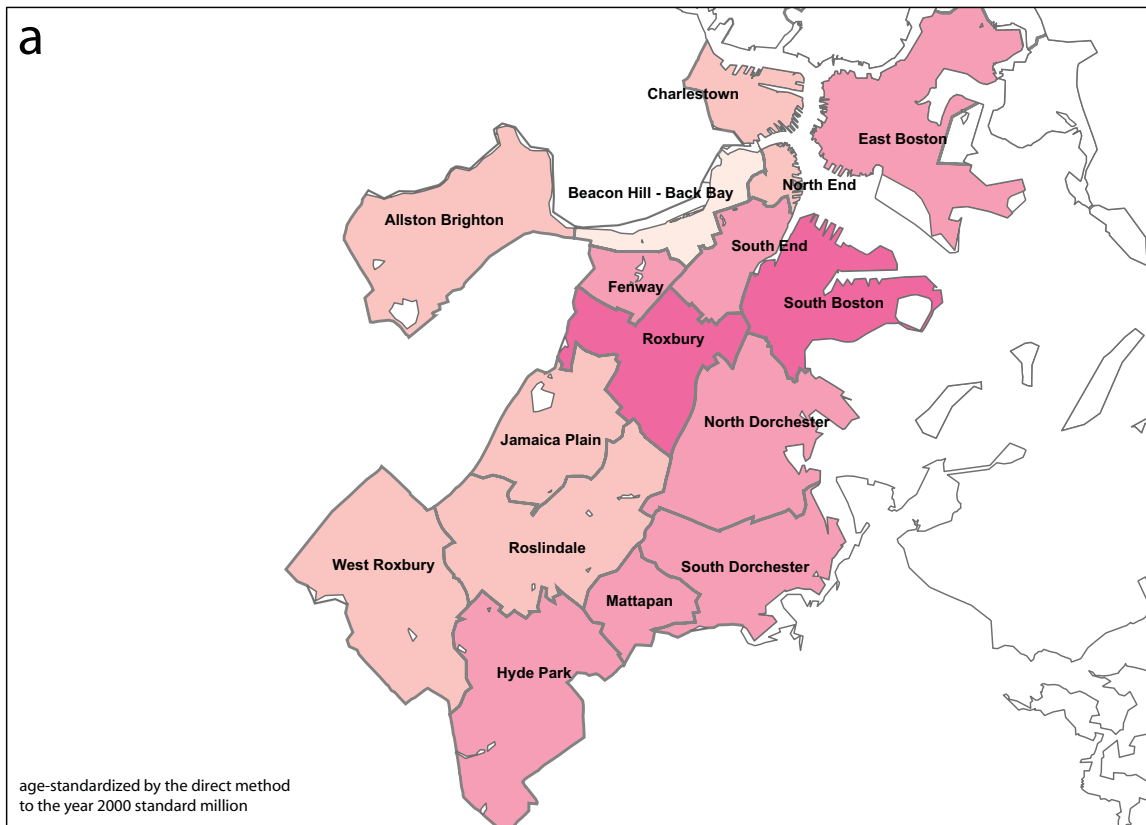 a
Charlestown
East Boston
Beacon Hill - Back Bay
North End
Allston Brighton
South End
Fenway
South Boston
Roxbury
North Dorchester
Jamaica Plain
Roslindale
West Roxbury
South Dorchester
Mattapan
Hyde Park
age-standardized by the direct method
to the year 2000 standard million